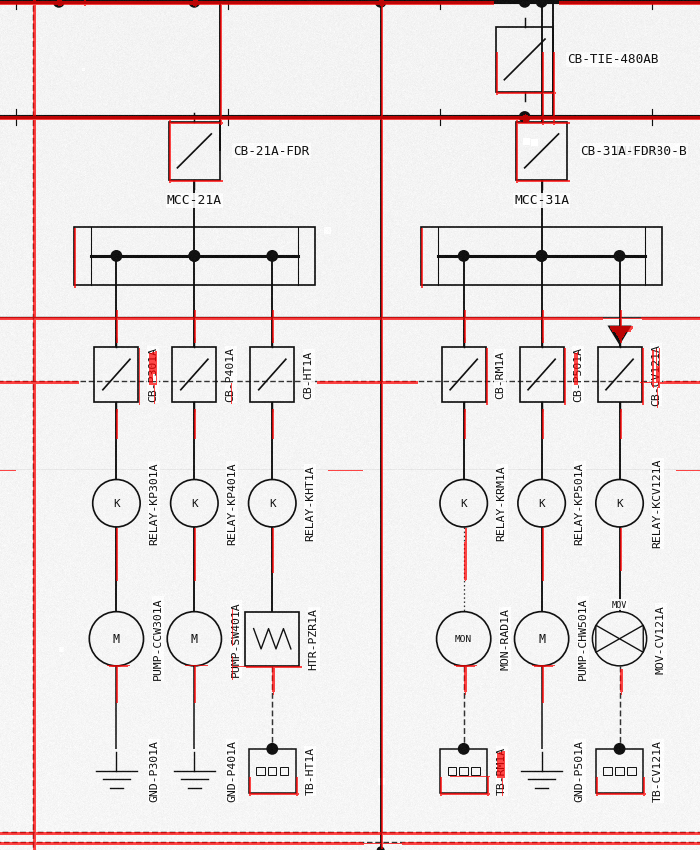 CB-TIE-480AB
CB-21A-FDR
MCC-21A
MCC-31A
CB-P301A
CB-P401A
CB-HT1A
CB-RM1A
CB-P501A
CB-CV121A
K
RELAY-KP301A
K
RELAY-KP401A
K
RELAY-KHT1A
K
RELAY-KRM1A
K
RELAY-KP501A
K
RELAY-KCV121A
MOV
M
PUMP-CCW301A
M
PUMP-SW401A
HTR-PZR1A
MON
MON-RAD1A
M
PUMP-CHW501A
MOV-CV121A
GND-P301A
GND-P401A
TB-HT1A
TB-RM1A
GND-P501A
TB-CV121A